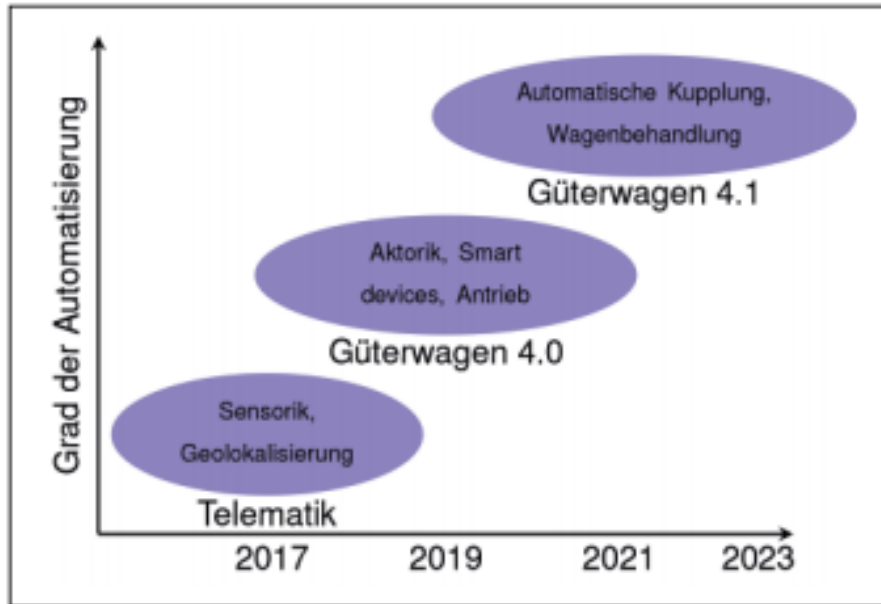 Grad der Automatisierung
Automatische Kupplung,
Wagenbehandlung
Güterwagen 4.1
Aktorik, Smart
devices, Antrieb
Güterwagen 4.0
Sensorik,
Geolokalisierung
Telematik
2017 2019 2021 2023